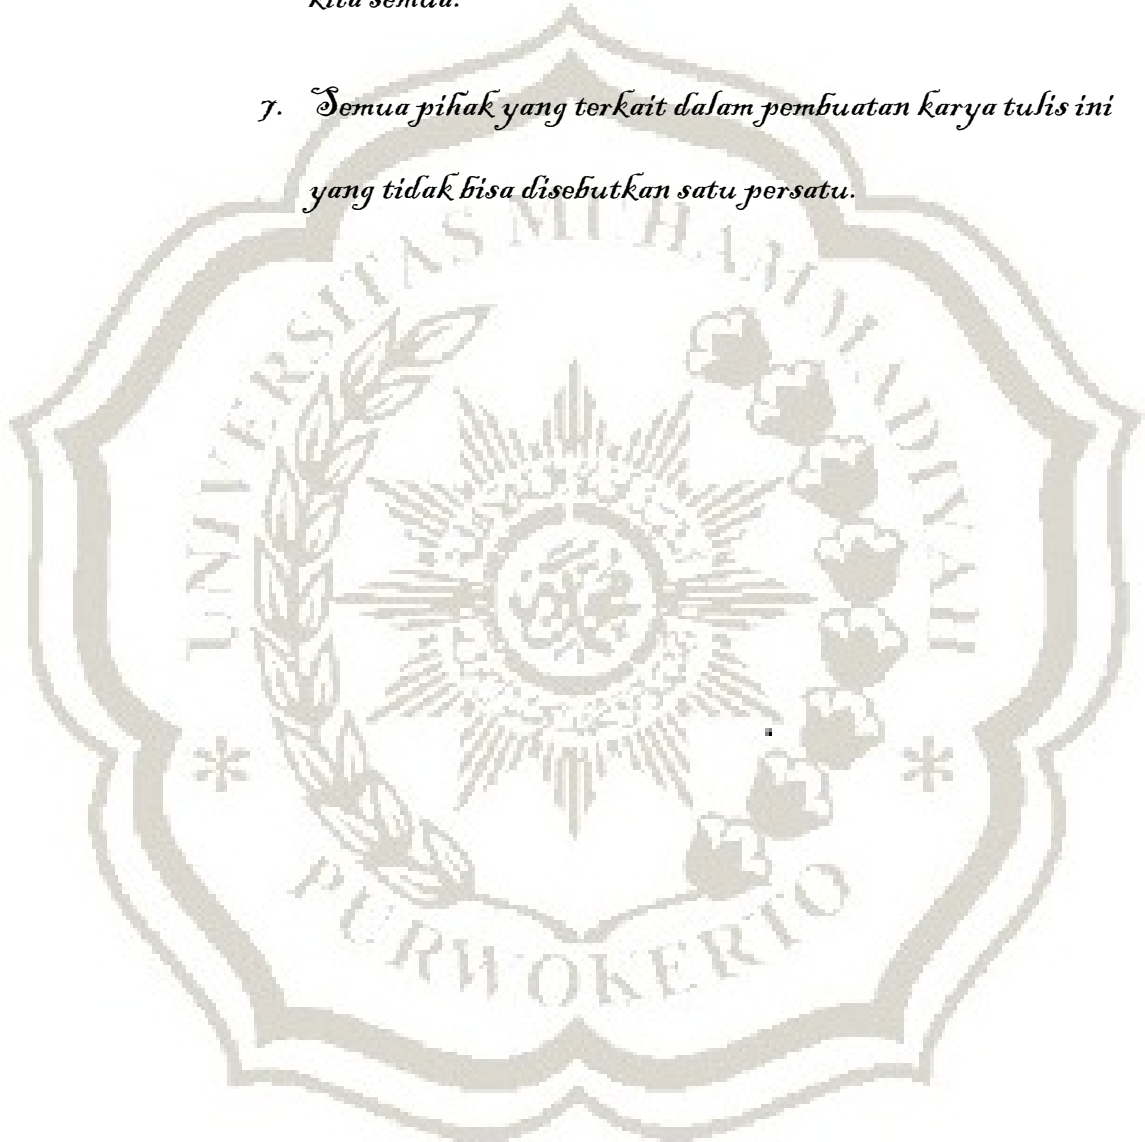 kita semua.
7. Semua pihak yang terkait dalam pembuatan karya tulis ini
yang tidak bisa disebutkan satu persatu.
UNIVERSITAS MUHAMMADIYAH
PURWOKERTO